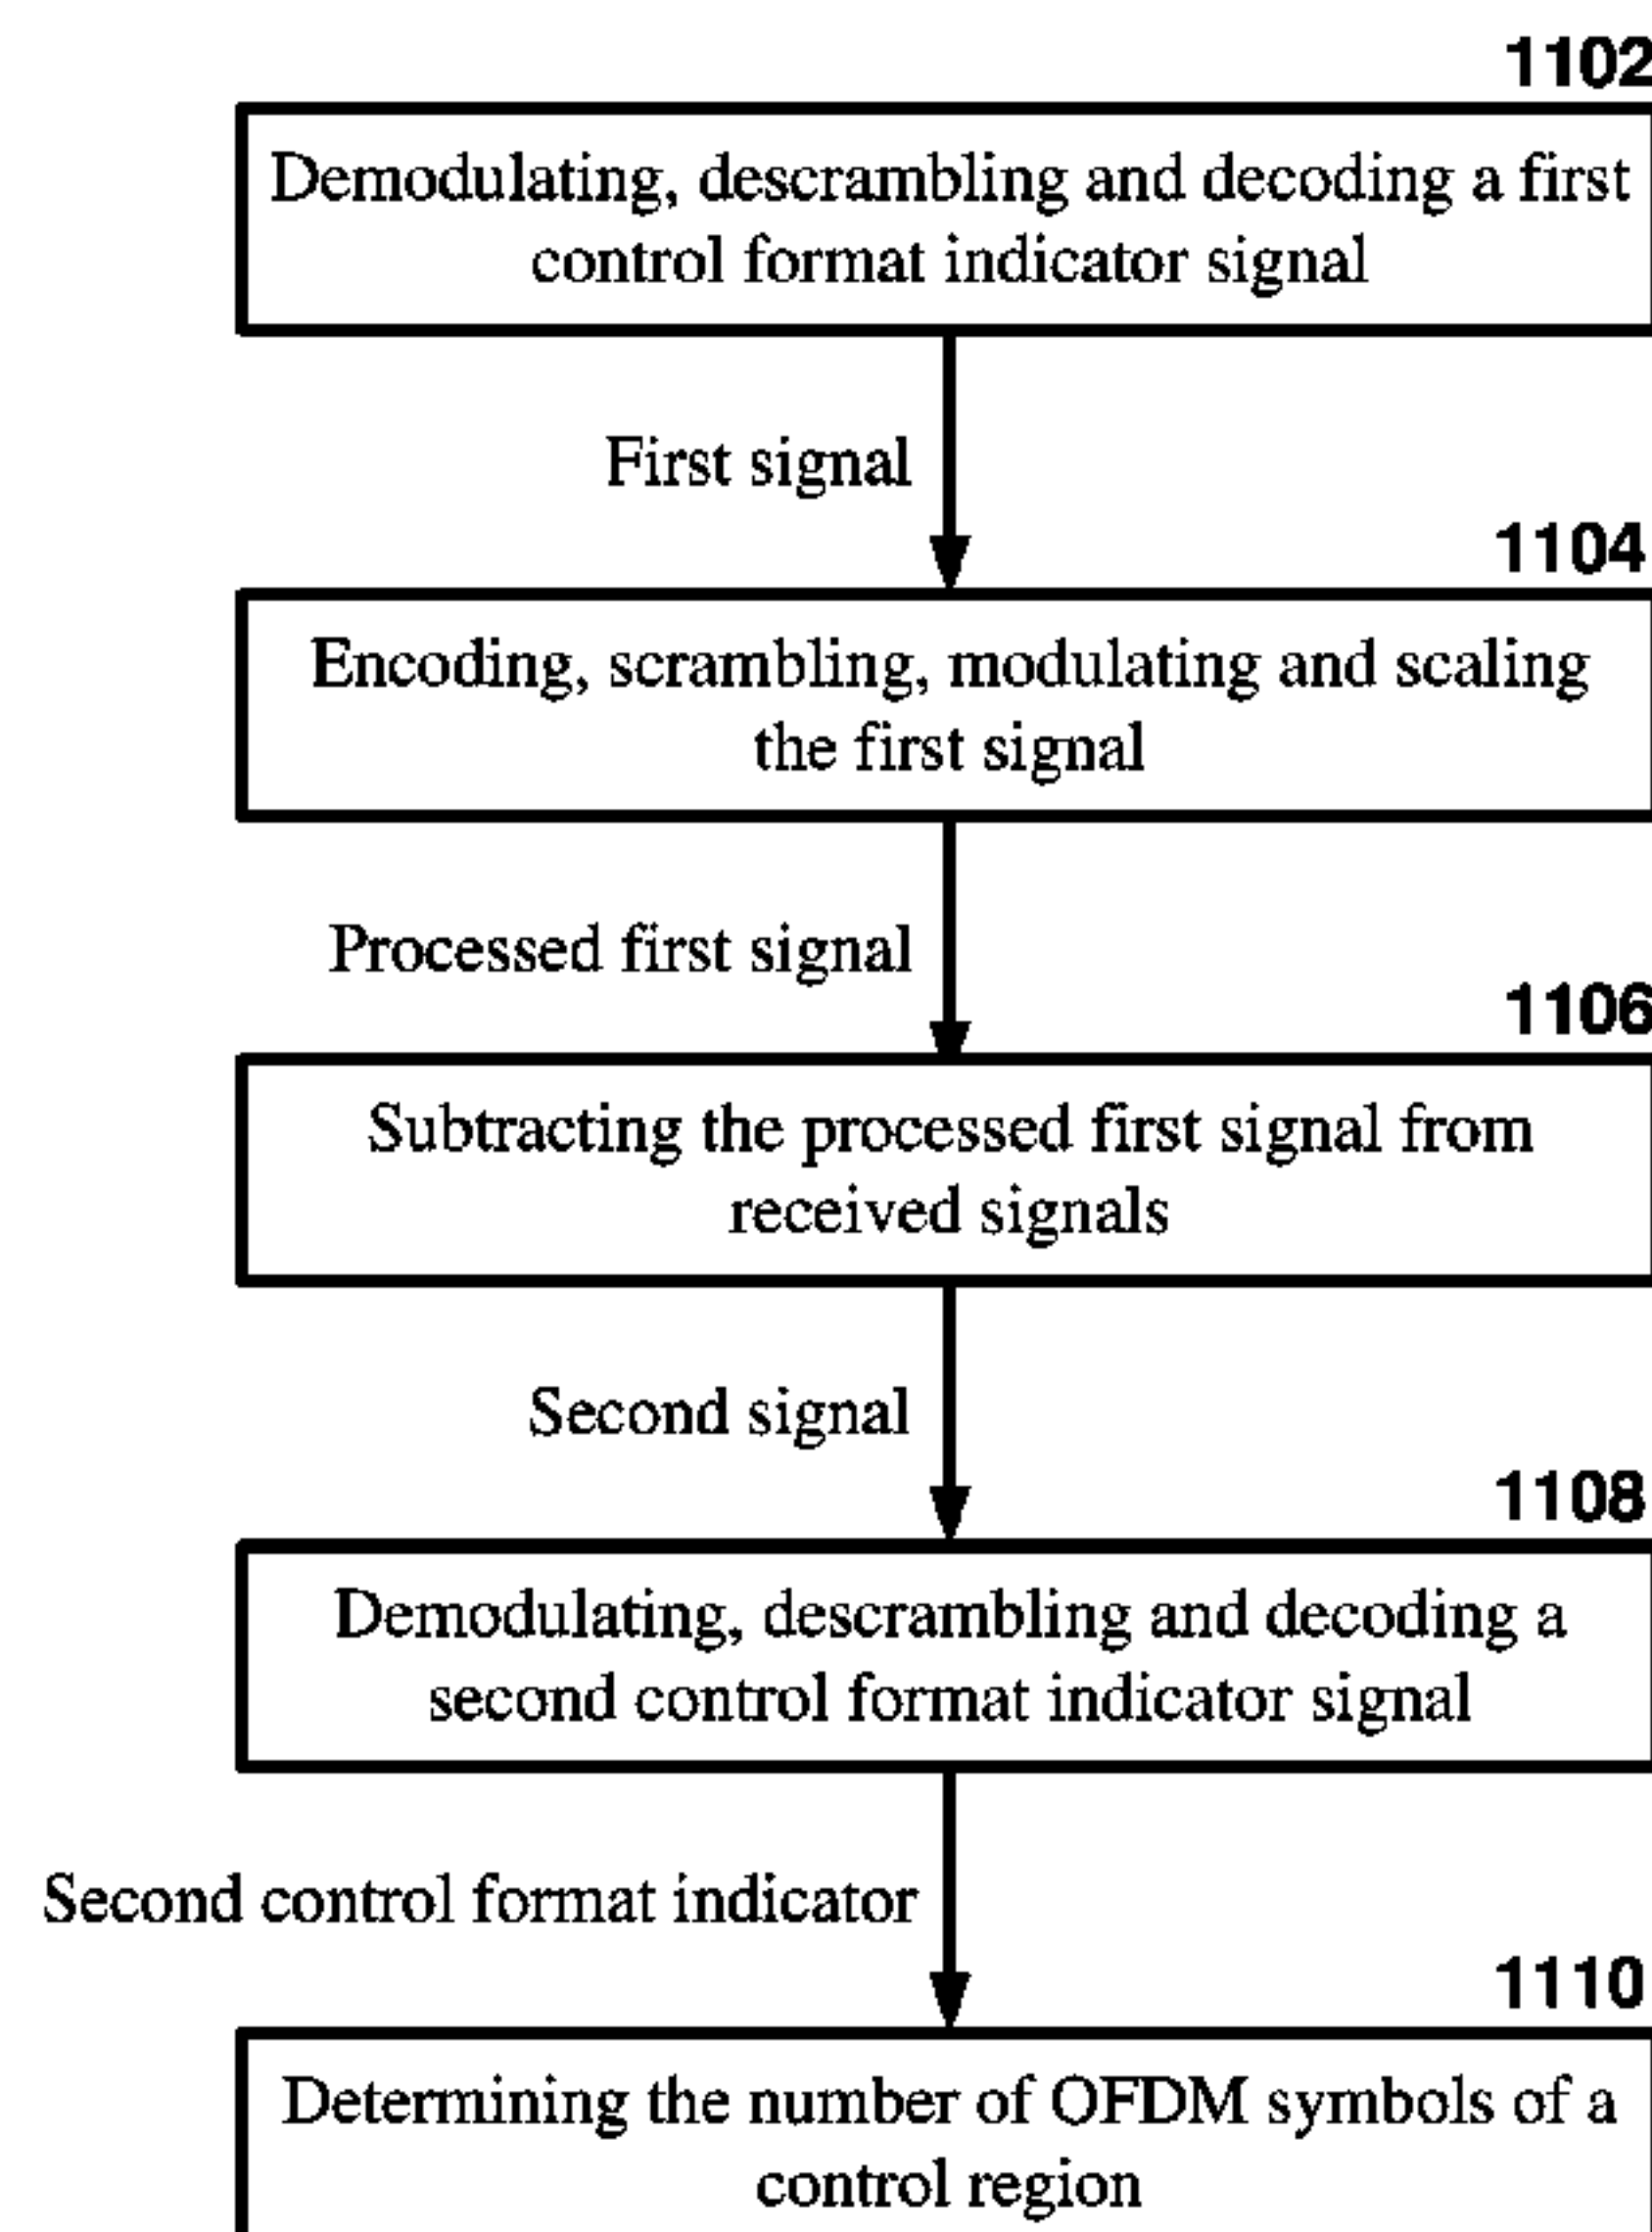 1102
Demodulating, descrambling and decoding a first
control format indicator signal
First signal
1104
Encoding, scrambling, modulating and scaling
the first signal
Processed first signal
1106
Subtracting the processed first signal from
received signals
Second signal
1108
Demodulating, descrambling and decoding a
second control format indicator signal
Second control format indicator
1110
Determining the number of OFDM symbols of a
control region